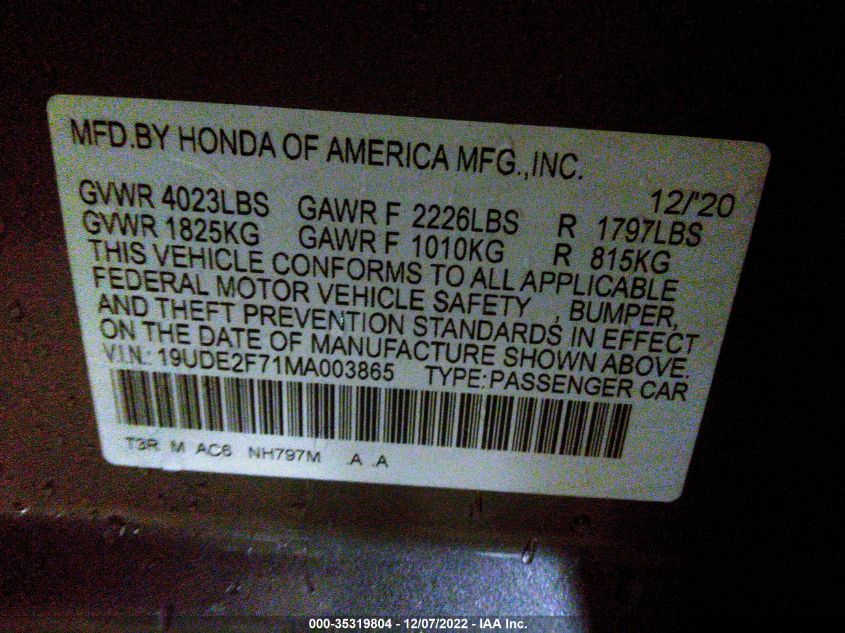 MFD.BY HONDA OF AMERICA MFG.,INC.
12/'20
GVWR 4023LBS GAWR F 2226LBS R 1797LBS
GVWR 1825KG GAWR F 1010KG R 815KG
THIS VEHICLE CONFORMS TO ALL APPLICABLE
FEDERAL MOTOR VEHICLE SAFETY , BUMPER,
AND THEFT PREVENTION STANDARDS IN EFFECT
ON THE DATE OF MANUFACTURE SHOWN ABOVE.
V.I.N.: 19UDE2F71MA003865 TYPE:PASSENGER CAR
T3R M AC6 NH797M .A .A
000-35319804 - 12/07/2022 - IAA Inc.